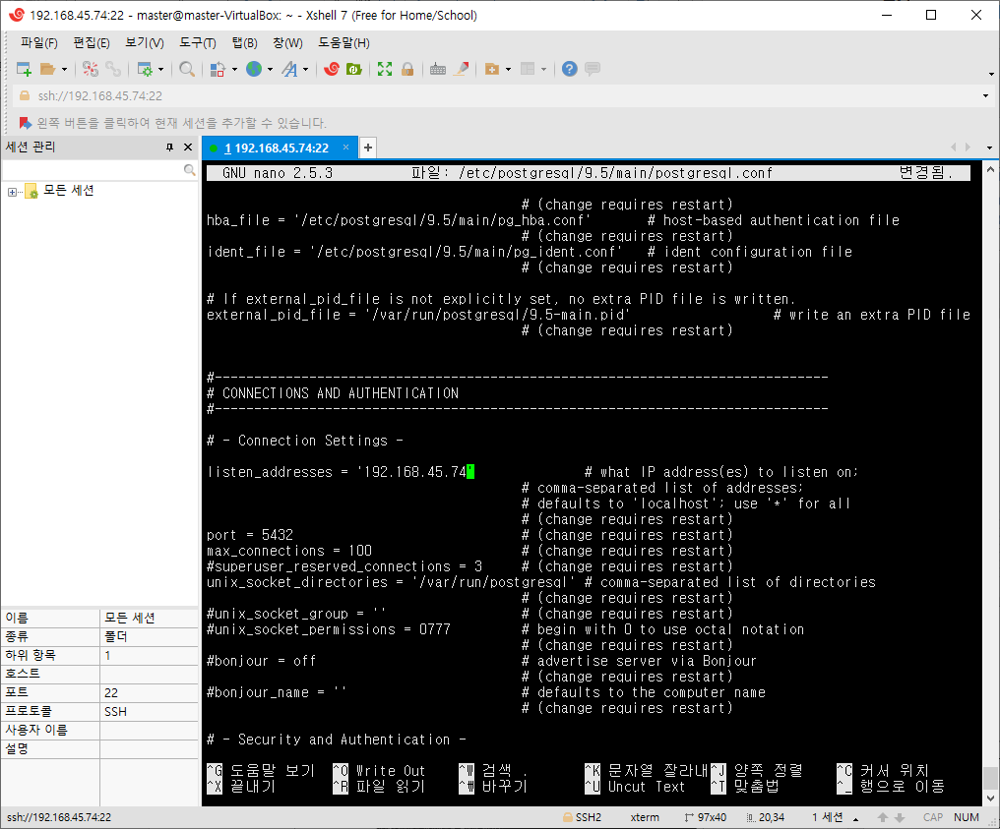 192.168.45.74:22 - master@master-VirtualBox: ~ - Xshell 7 (Free for Home/School)
파일(F) 편집(E) 보기(V) 도구(T) 탭(B) 창(W) 도움말(H)
ssh://192.168.45.74:22
왼쪽 버튼을 클릭하여 현재 세션을 추가할 수 있습니다.
세션 관리
1 192.168.45.74:22
모든 세션
GNU nano 2.5.3 파일: /etc/postgresql/9.5/main/postgresql.conf 변경됨.
# (change requires restart)
hba_file = '/etc/postgresql/9.5/main/pg_hba.conf' # host-based authentication file
# (change requires restart)
ident_file = '/etc/postgresql/9.5/main/pg_ident.conf' # ident configuration file
# (change requires restart)
# If external_pid_file is not explicitly set, no extra PID file is written.
external_pid_file = '/var/run/postgresql/9.5-main.pid' # write an extra PID file
# (change requires restart)
#------------------------------------------------------------------------------
# CONNECTIONS AND AUTHENTICATION
#------------------------------------------------------------------------------
# - Connection Settings -
listen_addresses = '192.168.45.74' # what IP address(es) to listen on;
# comma-separated list of addresses;
# defaults to 'localhost'; use '*' for all
# (change requires restart)
port = 5432 # (change requires restart)
max_connections = 100 # (change requires restart)
#superuser_reserved_connections = 3 # (change requires restart)
unix_socket_directories = '/var/run/postgresql' # comma-separated list of directories
# (change requires restart)
#unix_socket_group = '' # (change requires restart)
#unix_socket_permissions = 0777 # begin with 0 to use octal notation
# (change requires restart)
#bonjour = off # advertise server via Bonjour
# (change requires restart)
#bonjour_name = '' # defaults to the computer name
# (change requires restart)
# - Security and Authentication -
^G 도움말 보기 ^O Write Out ^W 검색 . ^K 문자열 잘라내 ^J 양쪽 정렬 ^C 커서 위치
^X 끝내기 ^R 파일 읽기 ^\ 바꾸기 ^U Uncut Text ^T 맞춤법 ^_ 행으로 이동
이름 모든 세션
종류 폴더
하위 항목 1
호스트
포트 22
프로토콜 SSH
사용자 이름
설명
ssh://192.168.45.74:22 SSH2 xterm 97x40 20,34 1 세션 CAP NUM